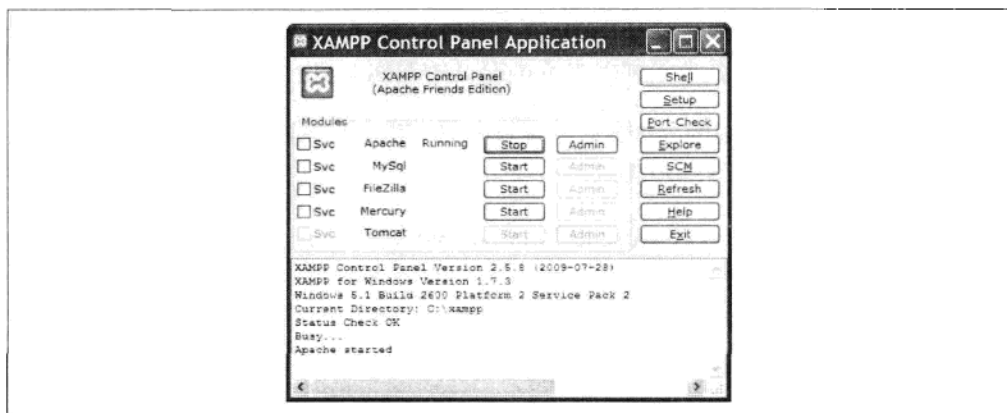 XAMPP Control Panel Application
XAMPP Control Panel
(Apache Friends Edition)
Shell
Setup
Port Check
Explore
SCM
Refresh
Help
Exit
Modules
Svc Apache Running Stop Admin
Svc MySql Start Admin
Svc FileZilla Start Admin
Svc Mercury Start Admin
Svc Tomcat Start Admin
XAMPP Control Panel Version 2.5.8 (2009-07-28)
XAMPP for Windows Version 1.7.3
Windows 5.1 Build 2600 Platform 2 Service Pack 2
Current Directory: C:\xampp
Status Check OK
Busy...
Apache started